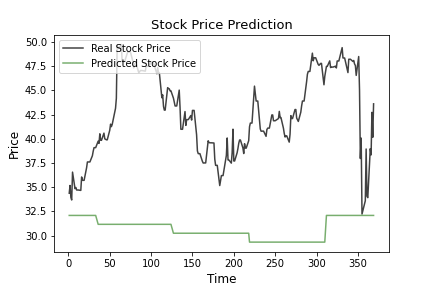 Stock Price Prediction
50.0
47.5
45.0
42.5
40.0
37.5
35.0
32.5
30.0
Price
Real Stock Price
Predicted Stock Price
0 50 100 150 200 250 300 350
Time